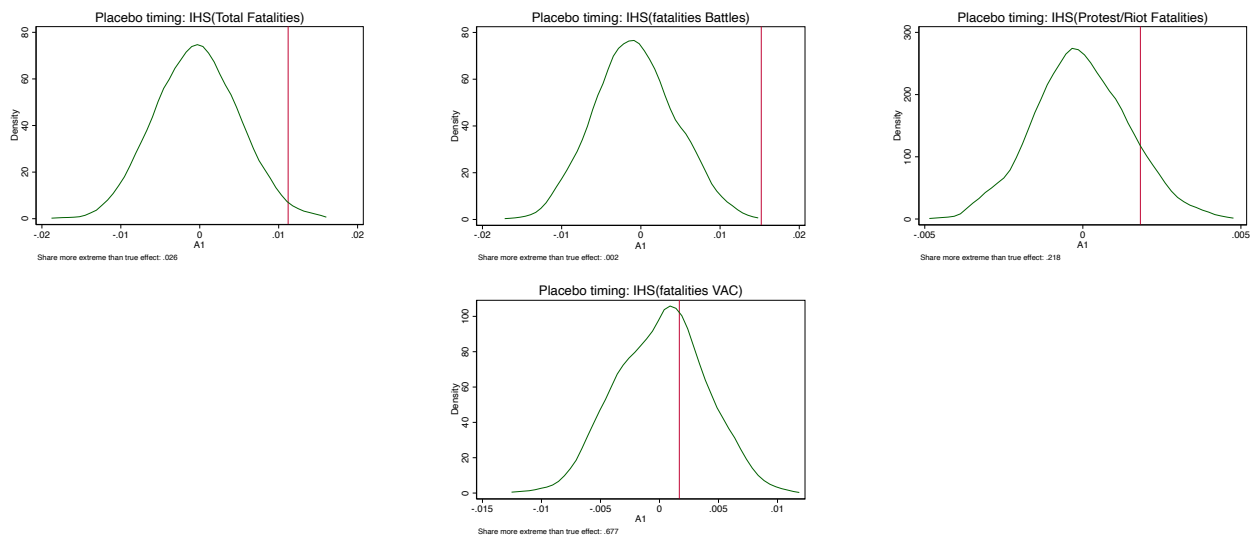 Placebo timing: IHS(Total Fatalities)
80
60
40
20
0
Density
-.02
-.01
0
.01
.02
A1
Share more extreme than true effect: .026
Placebo timing: IHS(fatalities Battles)
80
60
40
20
0
Density
-.02
-.01
0
.01
.02
A1
Share more extreme than true effect: .002
Placebo timing: IHS(Protest/Riot Fatalities)
300
200
100
0
Density
-.005
0
.005
A1
Share more extreme than true effect: .218
Placebo timing: IHS(fatalities VAC)
100
80
60
40
20
0
Density
-.015
-.01
-.005
0
.005
.01
A1
Share more extreme than true effect: .677